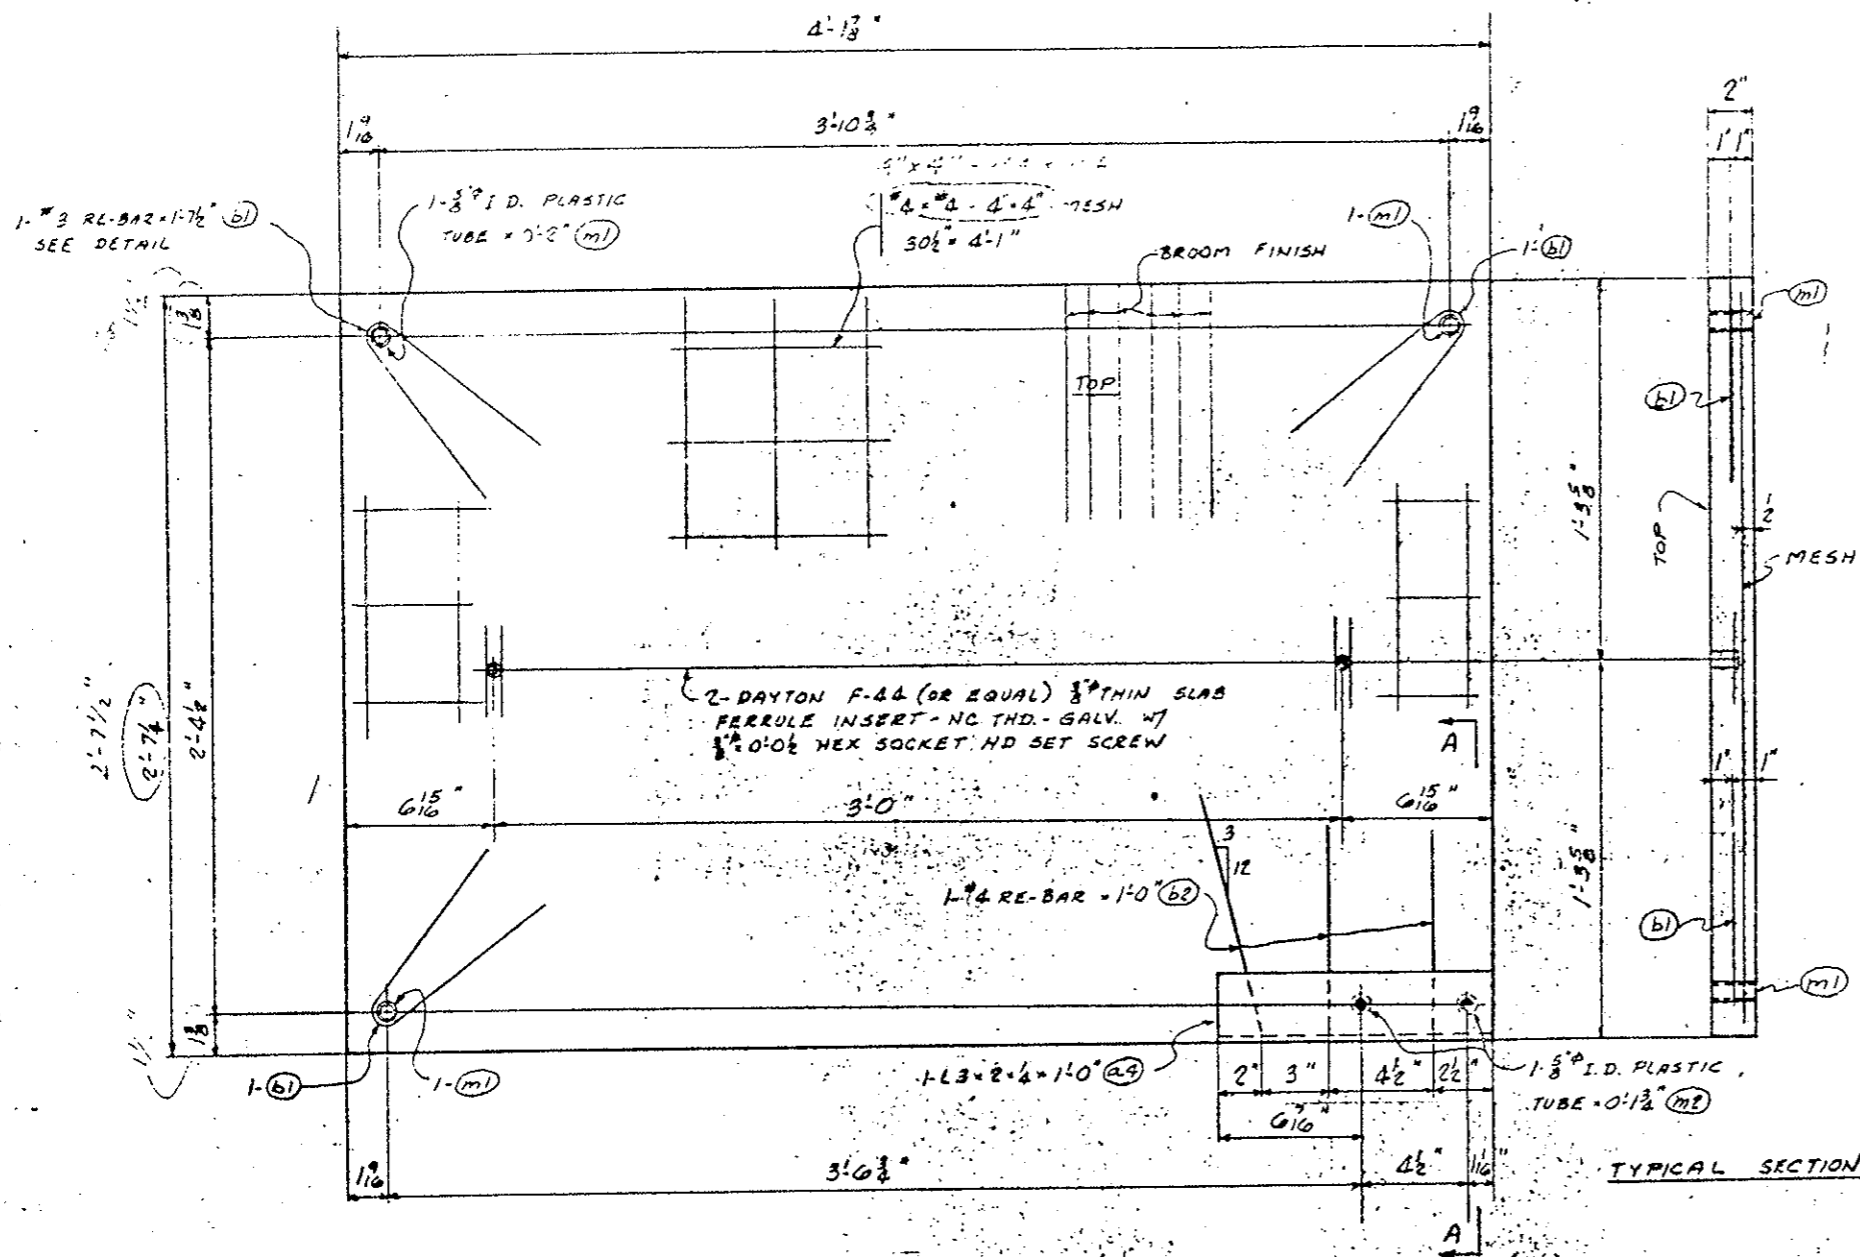 4'-1 7/8"
1 9/16
3'-10 3/4"
1 9/16
2"
1" 1"
1-#3 RE-BAR × 1'-7 1/2" b1
SEE DETAIL
1-5/8"φ I.D. PLASTIC
TUBE × 0'-2" m1
#4 × #4 - 4" × 4" MESH
30 1/2" × 4'-1"
BROOM FINISH
1-m1
1-b1
m1
1 3/8
TOP
b1
1'-3 5/8"
TOP
1/2
MESH
2-DAYTON F-44 (OR EQUAL) 3/8"φ THIN SLAB
FERRULE INSERT - NC THD. - GALV. W/
3/8"φ × 0'-0 1/2 HEX SOCKET HD SET SCREW
A
2'-7 1/2"
2'-7 1/4"
2'-4 1/2"
6 15/16"
3'-0"
6 15/16"
1" 1"
3
12
1-#4 RE-BAR × 1'-0" b2
1'-3 5/8"
b1
m1
1 3/8
1-b1
1-m1
1-L3×2×1/4×1'-0" a4
2" 3" 4 1/2" 2 1/2"
1-5/8"φ I.D. PLASTIC
TUBE × 0'-1 3/4" m2
1 9/16
3'-6 3/4"
4 1/2"
1 1/16"
TYPICAL SECTION
A